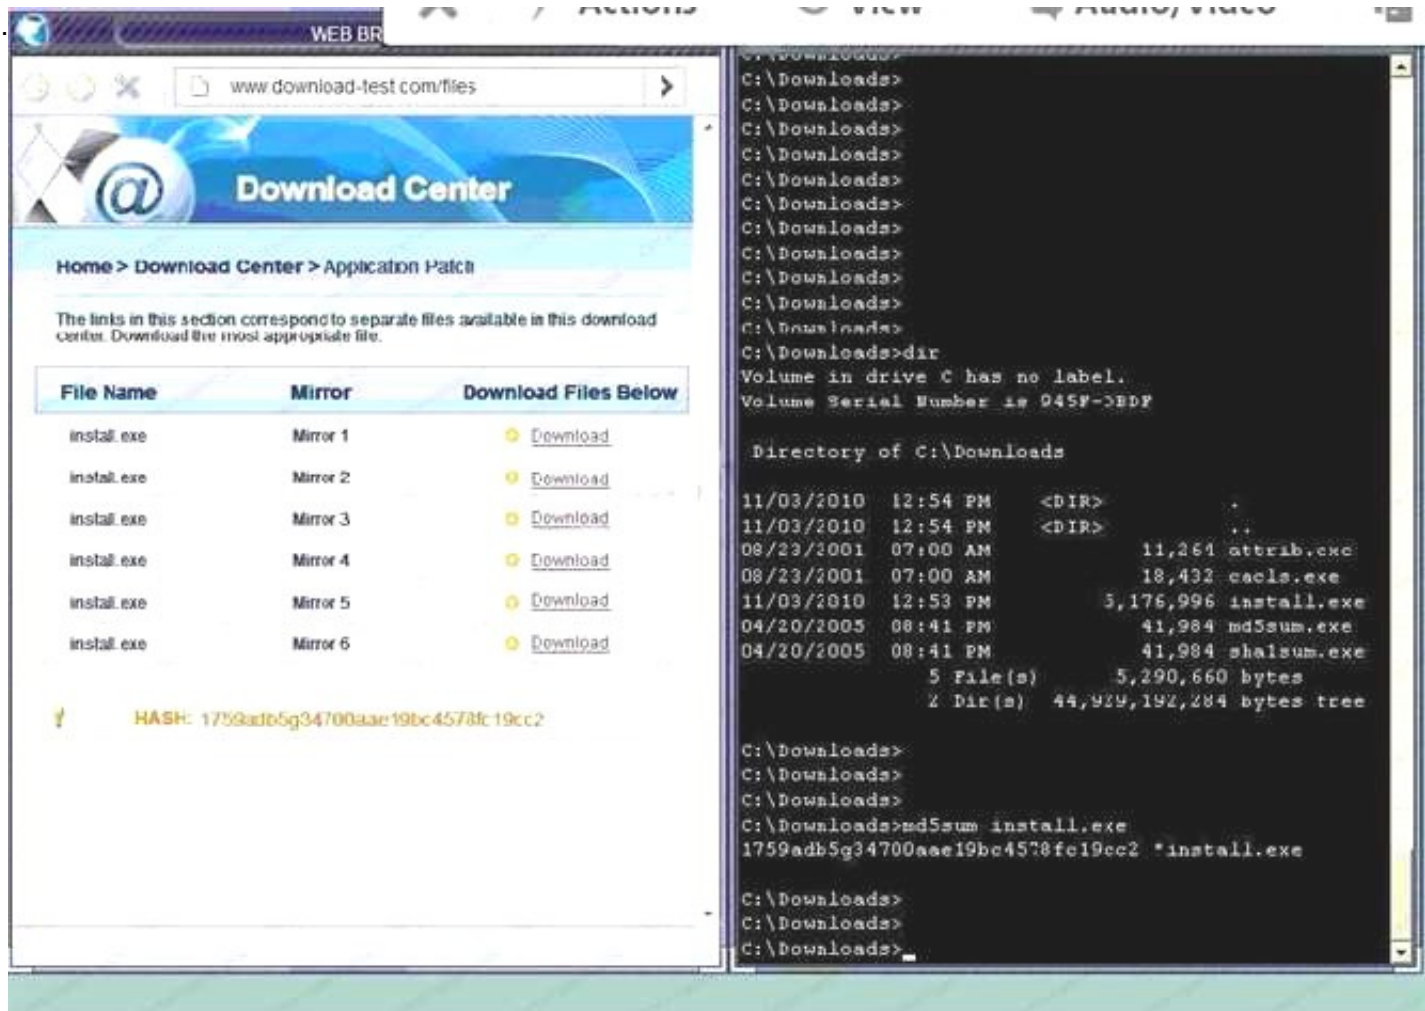 Actions View Audio/Video
WEB BR
www.download-test.com/files
Download Center
Home > Download Center > Application Patch
The links in this section correspond to separate files available in this download
center. Download the most appropriate file.
File Name Mirror Download Files Below
install.exe Mirror 1 Download
install.exe Mirror 2 Download
install.exe Mirror 3 Download
install.exe Mirror 4 Download
install.exe Mirror 5 Download
install.exe Mirror 6 Download
HASH: 1759adb5g34700aae19bc4578fc19cc2
C:\Downloads>
C:\Downloads>
C:\Downloads>
C:\Downloads>
C:\Downloads>
C:\Downloads>
C:\Downloads>
C:\Downloads>
C:\Downloads>
C:\Downloads>
C:\Downloads>
C:\Downloads>
C:\Downloads>dir
Volume in drive C has no label.
Volume Serial Number is
Directory of C:\Downloads
11/03/2010 12:54 PM <DIR> .
11/03/2010 12:54 PM <DIR> ..
08/23/2001 07:00 AM 11,264 attrib.exe
08/23/2001 07:00 AM 18,432 cacls.exe
11/03/2010 12:53 PM 5,176,996 install.exe
04/20/2005 08:41 PM 41,984 md5sum.exe
04/20/2005 08:41 PM 41,984 sha1sum.exe
5 File(s) 5,290,660 bytes
2 Dir(s) 44,929,192,284 bytes tree
C:\Downloads>
C:\Downloads>
C:\Downloads>
C:\Downloads>md5sum install.exe
1759adb5g34700aae19bc4578fc19cc2 *install.exe
C:\Downloads>
C:\Downloads>
C:\Downloads>